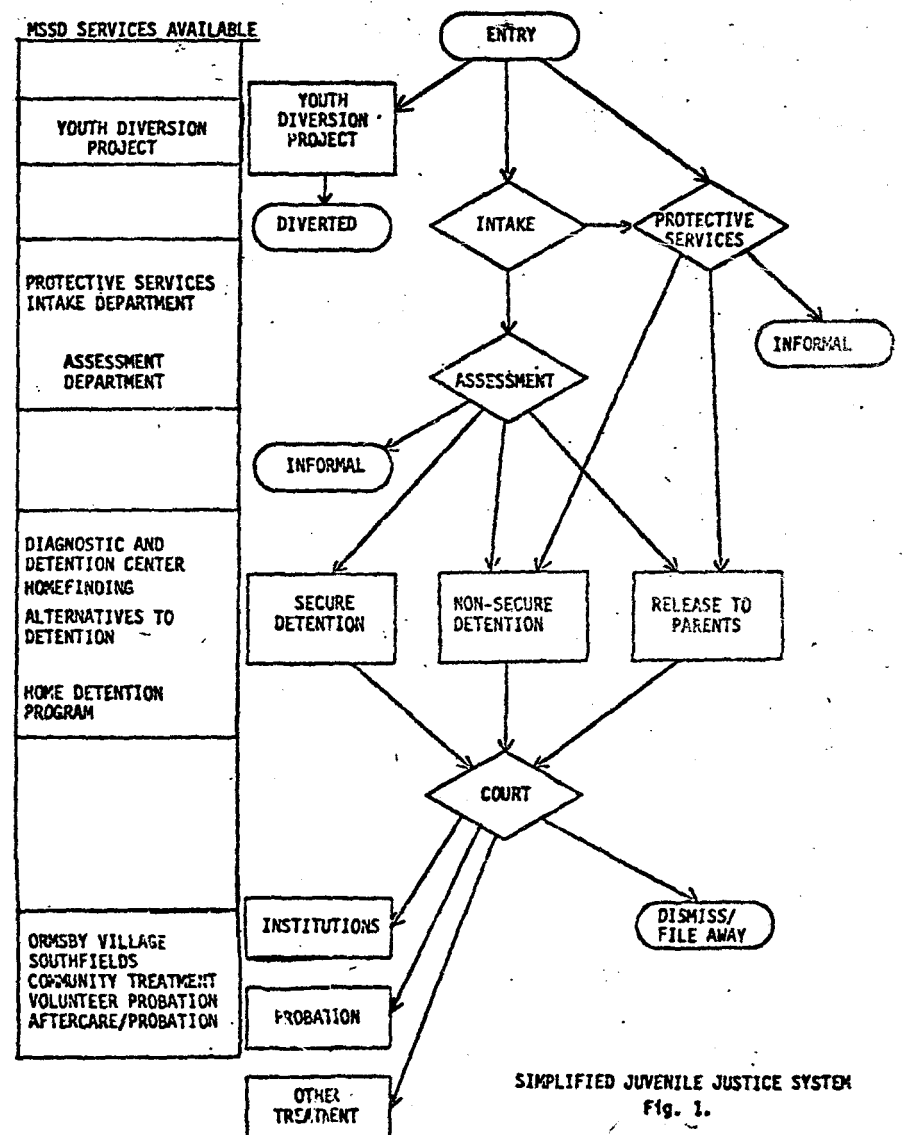 MSSD SERVICES AVAILABLE
YOUTH DIVERSION
PROJECT
PROTECTIVE SERVICES
INTAKE DEPARTMENT
ASSESSMENT
DEPARTMENT
DIAGNOSTIC AND
DETENTION CENTER
HOMEFINDING
ALTERNATIVES TO
DETENTION
HOME DETENTION
PROGRAM
ORMSBY VILLAGE
SOUTHFIELDS
COMMUNITY TREATMENT
VOLUNTEER PROBATION
AFTERCARE/PROBATION
ENTRY
YOUTH
DIVERSION
PROJECT
DIVERTED
INTAKE
PROTECTIVE
SERVICES
INFORMAL
ASSESSMENT
INFORMAL
SECURE
DETENTION
NON-SECURE
DETENTION
RELEASE TO
PARENTS
COURT
INSTITUTIONS
DISMISS/
FILE AWAY
PROBATION
OTHER
TREATMENT
SIMPLIFIED JUVENILE JUSTICE SYSTEM
Fig. 1.